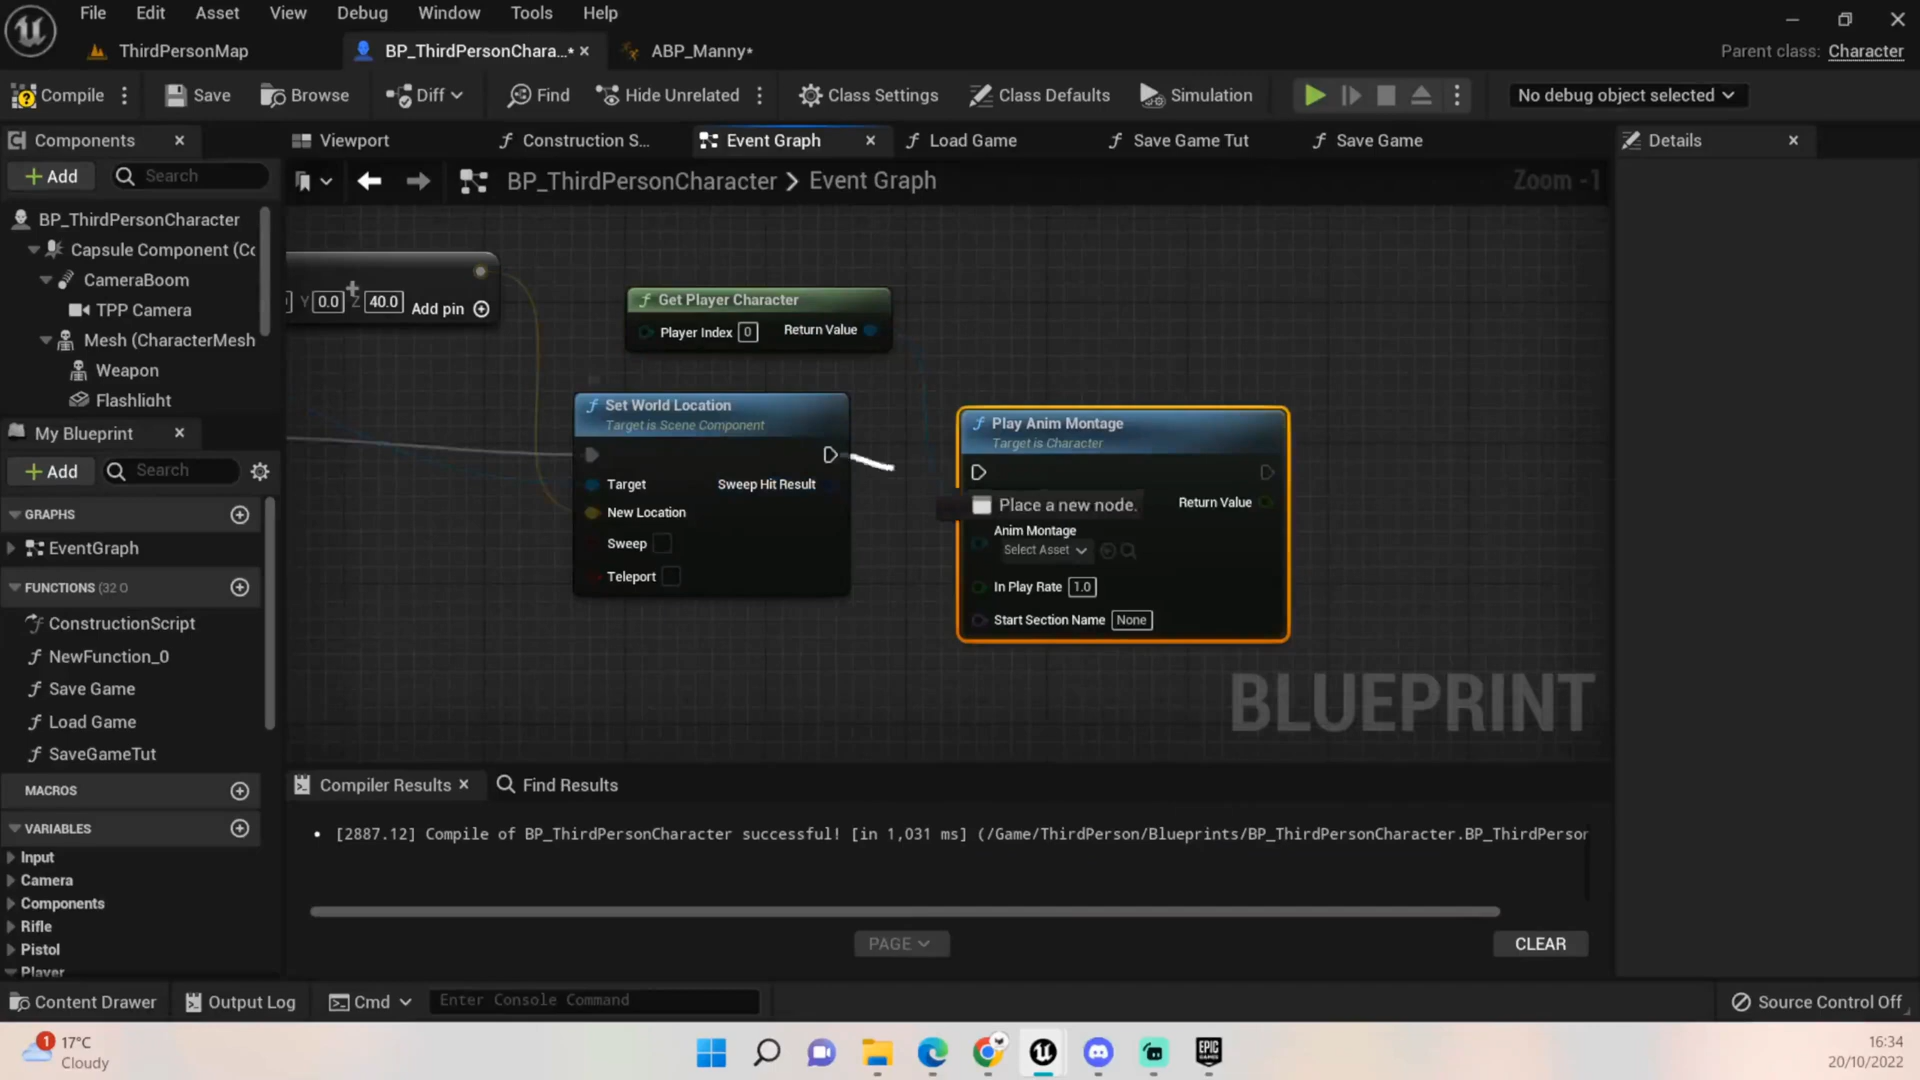 File Edit Asset View Debug Window Tools Help
ThirdPersonMap BP_ThirdPersonChara...* ABP_Manny* Parent class: Character
Compile Save Browse Diff Find Hide Unrelated Class Settings Class Defaults Simulation No debug object selected
Components Viewport Construction S... Event Graph Load Game Save Game Tut Save Game Details
Add Search BP_ThirdPersonCharacter Event Graph Zoom -1
BP_ThirdPersonCharacter
Capsule Component (Co
CameraBoom
TPP Camera
Mesh (CharacterMesh
Weapon
Flashlight
Y 0.0 Z 40.0 Add pin
Get Player Character
Player Index 0 Return Value
Set World Location
Target is Scene Component
Target Sweep Hit Result
New Location
Sweep
Teleport
Play Anim Montage
Target is Character
Place a new node. Return Value
Anim Montage
Select Asset
In Play Rate 1.0
Start Section Name None
BLUEPRINT
My Blueprint
Add Search
GRAPHS
EventGraph
FUNCTIONS (32 O
ConstructionScript
NewFunction_0
Save Game
Load Game
SaveGameTut
MACROS
VARIABLES
Input
Camera
Components
Rifle
Pistol
Player
Compiler Results Find Results
[2887.12] Compile of BP_ThirdPersonCharacter successful! [in 1,031 ms] (/Game/ThirdPerson/Blueprints/BP_ThirdPersonCharacter.BP_ThirdPerson
PAGE CLEAR
Content Drawer Output Log Cmd Enter Console Command Source Control Off
1 17°C
Cloudy
EPIC
GAMES
16:34
20/10/2022